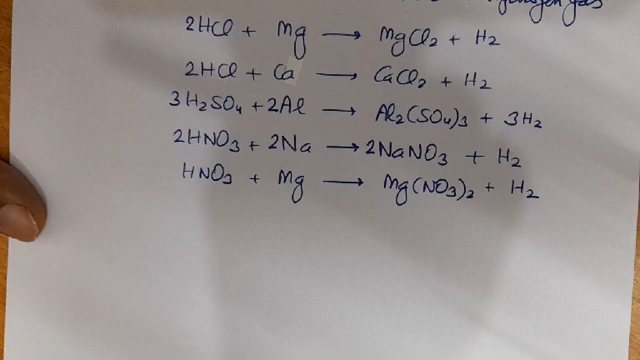 gas
2HCl + Mg → MgCl2 + H2
2HCl + Ca → CaCl2 + H2
3H2SO4 + 2Al → Al2(SO4)3 + 3H2
2HNO3 + 2Na → 2NaNO3 + H2
HNO3 + Mg → Mg(NO3)2 + H2